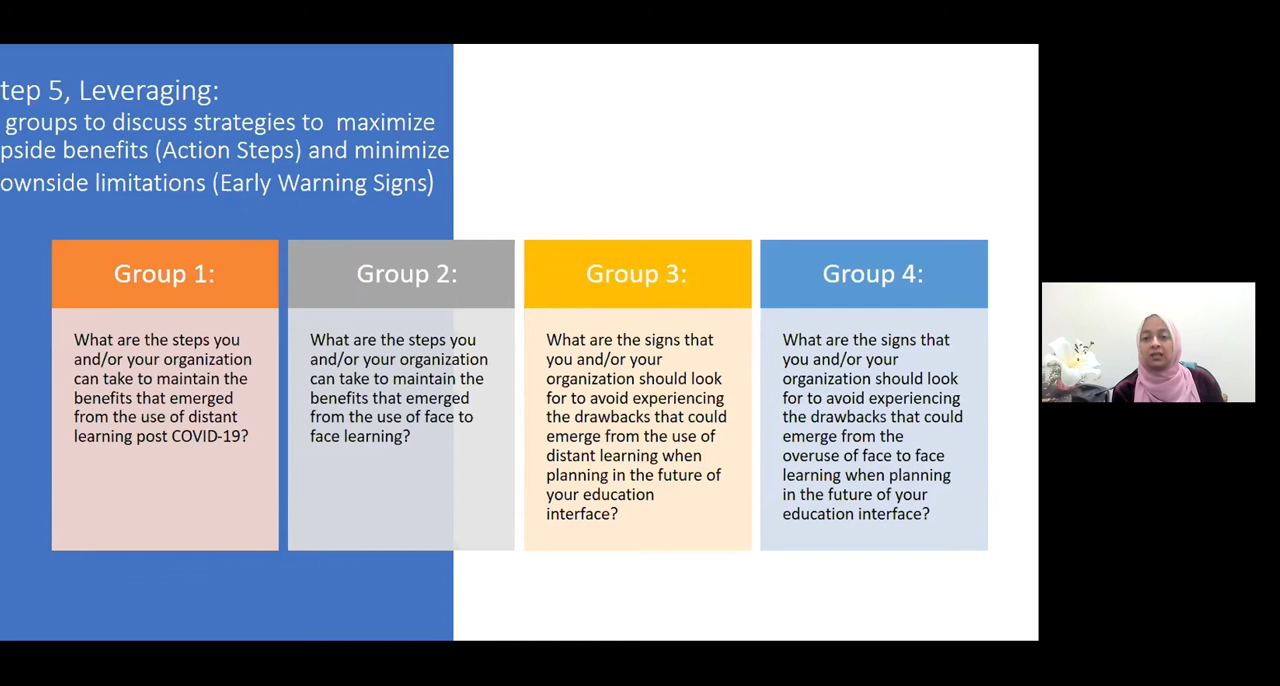 tep 5, Leveraging:
groups to discuss strategies to maximize
pside benefits (Action Steps) and minimize
ownside limitations (Early Warning Signs)
Group 1:
What are the steps you
and/or your organization
can take to maintain the
benefits that emerged
from the use of distant
learning post COVID-19?
Group 2:
What are the steps you
and/or your organization
can take to maintain the
benefits that emerged
from the use of face to
face learning?
Group 3:
What are the signs that
you and/or your
organization should look
for to avoid experiencing
the drawbacks that could
emerge from the use of
distant learning when
planning in the future of
your education
interface?
Group 4:
What are the signs that
you and/or your
organization should look
for to avoid experiencing
the drawbacks that could
emerge from the
overuse of face to face
learning when planning
in the future of your
education interface?